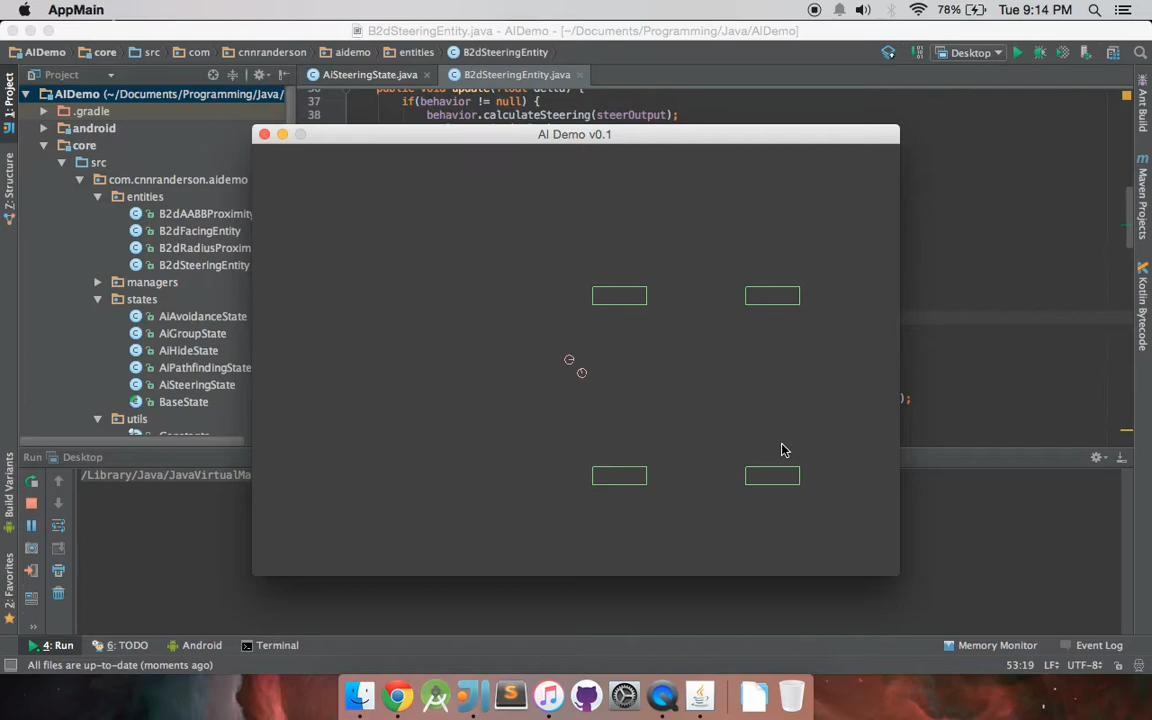 AppMain 78% Tue 9:14 PM
B2dSteeringEntity.java - [~/Documents/Programming/Java/AIDemo]
AIDemo core src com cnnranderson aidemo entities B2dSteeringEntity Desktop
Project AiSteeringState.java B2dSteeringEntity.java
1: Project
Z: Structure
Build Variants
2: Favorites
AIDemo (~/Documents/Programming/Java/
.gradle
android
core
src
com.cnnranderson.aidemo
entities
B2dAABBProximity
B2dFacingEntity
B2dRadiusProxim
B2dSteeringEntity
managers
states
AiAvoidanceState
AiGroupState
AiHideState
AiPathfindingState
AiSteeringState
BaseState
utils
37 if(behavior != null) {
38 behavior.calculateSteering(steerOutput);
AI Demo v0.1
);
Ant Build
Maven Projects
Kotlin Bytecode
Run Desktop
/Library/Java/JavaVirtualMa
4: Run 6: TODO Android Terminal Memory Monitor Event Log
All files are up-to-date (moments ago) 53:19 LF÷ UTF-8÷